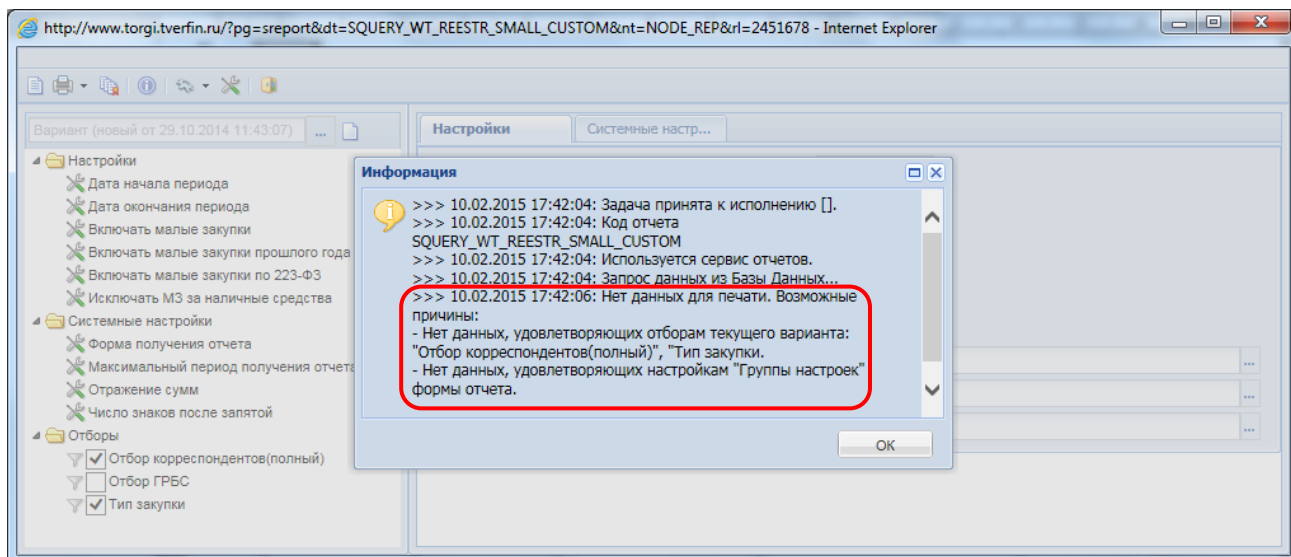 http://www.torgi.tverfin.ru/?pg=sreport&dt=SQUERY_WT_REESTR_SMALL_CUSTOM&nt=NODE_REP&rl=2451678 - Internet Explorer
Вариант (новый от 29.10.2014 11:43:07) ...
Настройки
Дата начала периода
Дата окончания периода
Включать малые закупки
Включать малые закупки прошлого года
Включать малые закупки по 223-ФЗ
Исключать МЗ за наличные средства
Системные настройки
Форма получения отчета
Максимальный период получения отчета
Отражение сумм
Число знаков после запятой
Отборы
Отбор корреспондентов(полный)
Отбор ГРБС
Тип закупки
Настройки
Системные настр...
...
...
...
Информация
>>> 10.02.2015 17:42:04: Задача принята к исполнению [].
>>> 10.02.2015 17:42:04: Код отчета
SQUERY_WT_REESTR_SMALL_CUSTOM
>>> 10.02.2015 17:42:04: Используется сервис отчетов.
>>> 10.02.2015 17:42:04: Запрос данных из Базы Данных...
>>> 10.02.2015 17:42:06: Нет данных для печати. Возможные
причины:
- Нет данных, удовлетворяющих отборам текущего варианта:
"Отбор корреспондентов(полный)", "Тип закупки.
- Нет данных, удовлетворяющих настройкам "Группы настроек"
формы отчета.
ОК